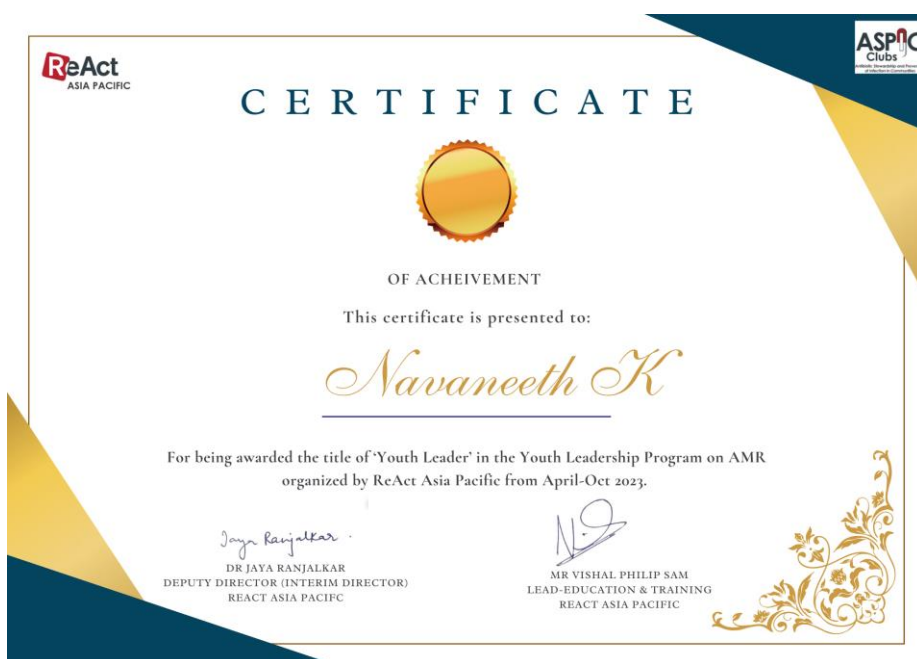 ReAct
ASIA PACIFIC
ASPIC
Clubs
CERTIFICATE
OF ACHEIVEMENT
This certificate is presented to:
Navaneeth K
For being awarded the title of ‘Youth Leader’ in the Youth Leadership Program on AMR
organized by ReAct Asia Pacific from April-Oct 2023.
Jaya Ranjalkar
DR JAYA RANJALKAR
DEPUTY DIRECTOR (INTERIM DIRECTOR)
REACT ASIA PACIFC
MR VISHAL PHILIP SAM
LEAD-EDUCATION & TRAINING
REACT ASIA PACIFIC